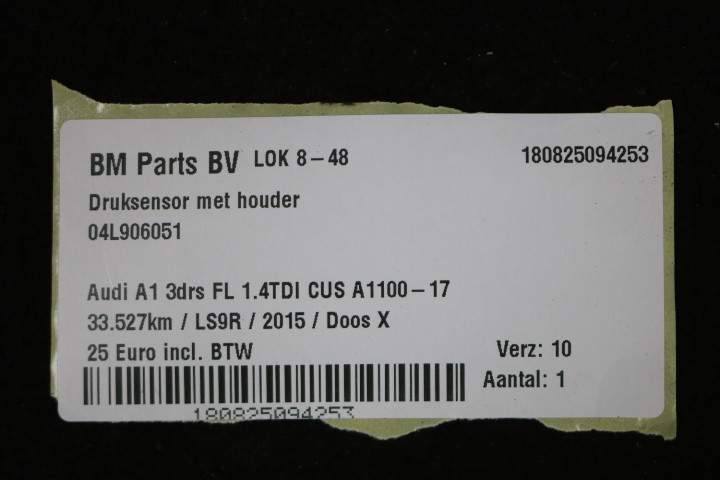 BM Parts BV LOK 8-48 180825094253
Druksensor met houder
04L906051
Audi A1 3drs FL 1.4TDI CUS A1100-17
33.527km / LS9R / 2015 / Doos X
25 Euro incl. BTW Verz: 10
Aantal: 1
180825094253